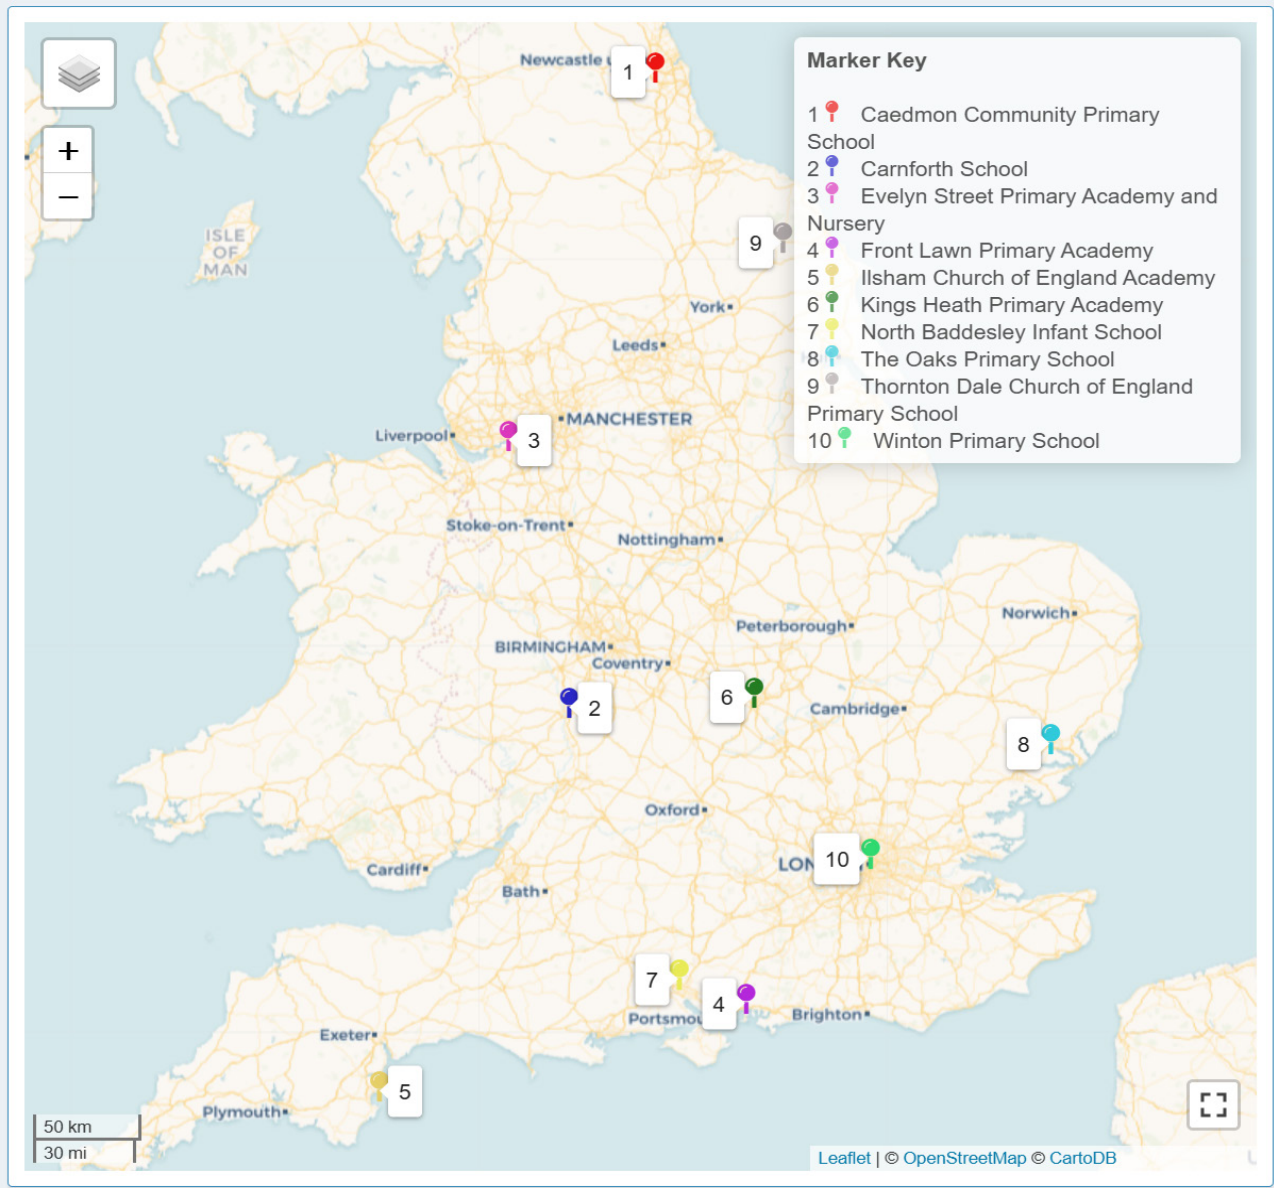 Newcastle
1
Marker Key
1 Caedmon Community Primary
School
2 Carnforth School
3 Evelyn Street Primary Academy and
Nursery
4 Front Lawn Primary Academy
5 Ilsham Church of England Academy
6 Kings Heath Primary Academy
7 North Baddesley Infant School
8 The Oaks Primary School
9 Thornton Dale Church of England
Primary School
10 Winton Primary School
+
−
ISLE
OF
MAN
9
York
Leeds
MANCHESTER
Liverpool
3
Stoke-on-Trent
Nottingham
Norwich
Peterborough
BIRMINGHAM
Coventry
6
2
Cambridge
8
Oxford
LON
10
Cardiff
Bath
7
4
Portsmou
Brighton
Exeter
5
Plymouth
50 km
30 mi
Leaflet | © OpenStreetMap © CartoDB